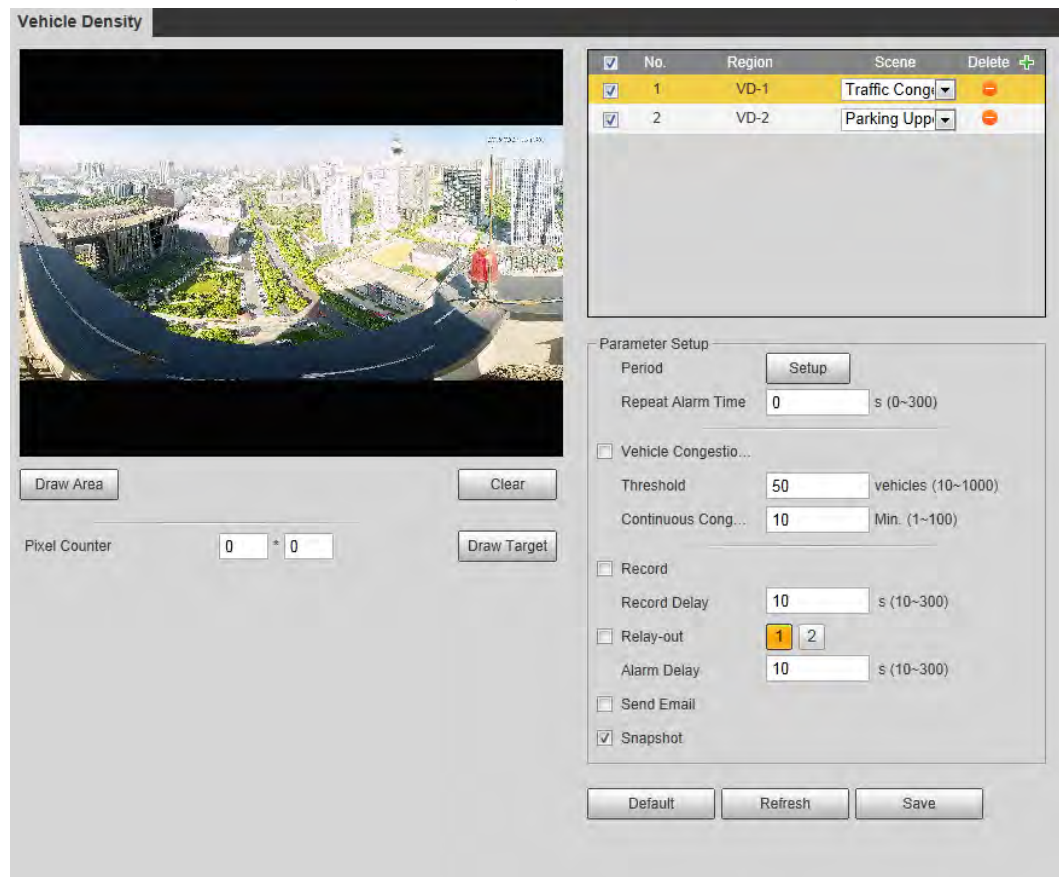 Vehicle Density
No. Region Scene Delete
1 VD-1 Traffic Cong
2 VD-2 Parking Upp
Draw Area Clear
Pixel Counter 0 * 0 Draw Target
Parameter Setup
Period Setup
Repeat Alarm Time 0 s (0~300)
Vehicle Congestio...
Threshold 50 vehicles (10~1000)
Continuous Cong... 10 Min. (1~100)
Record
Record Delay 10 s (10~300)
Relay-out 1 2
Alarm Delay 10 s (10~300)
Send Email
Snapshot
Default Refresh Save